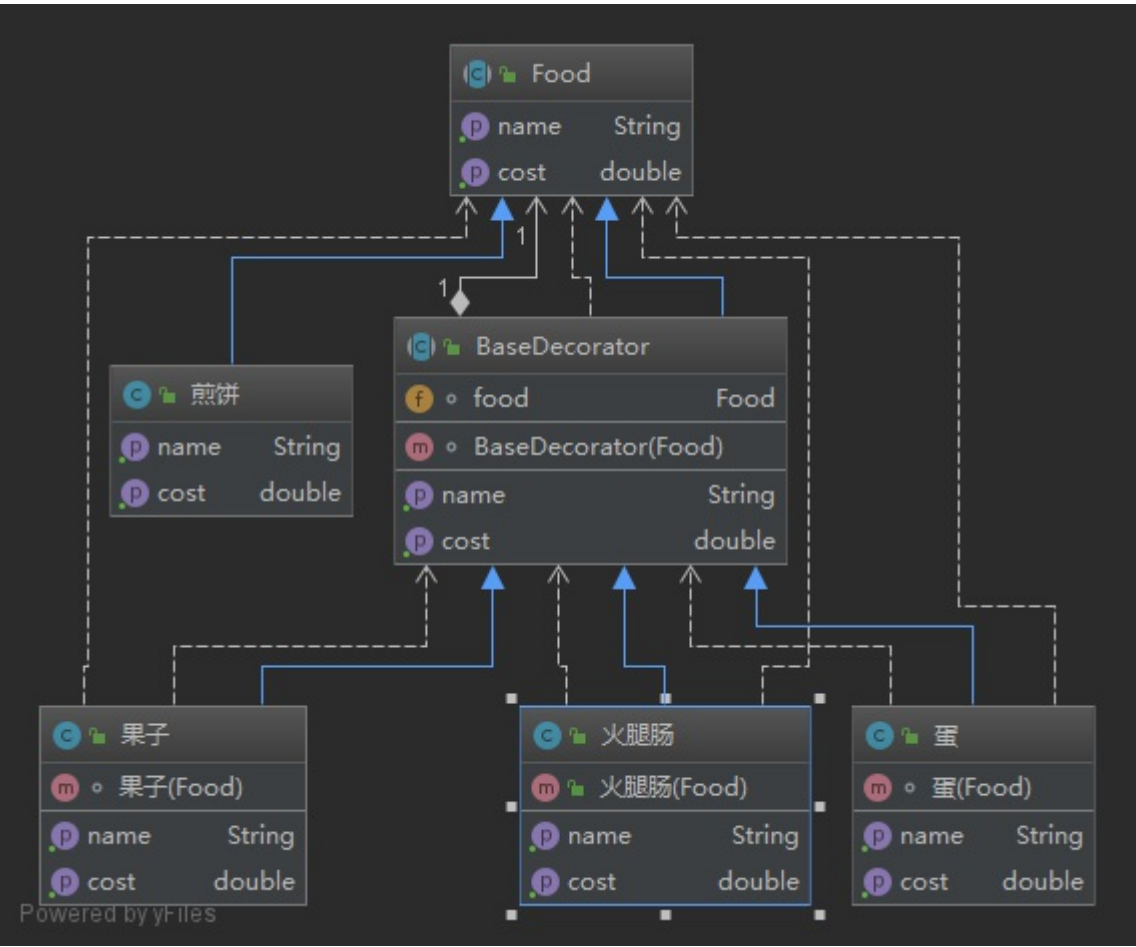 Food
name String
cost double
1
1
BaseDecorator
food Food
BaseDecorator(Food)
name String
cost double
煎饼
name String
cost double
果子
果子(Food)
name String
cost double
火腿肠
火腿肠(Food)
name String
cost double
蛋
蛋(Food)
name String
cost double
Powered by yFiles